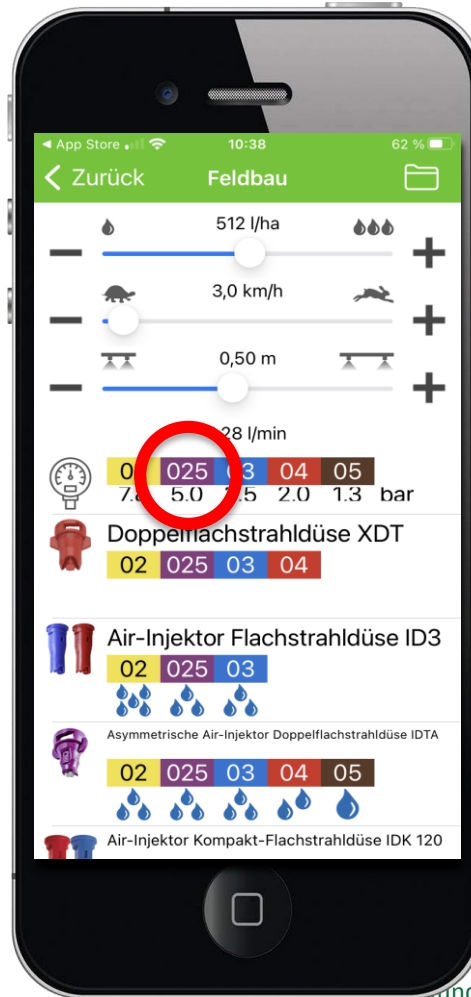 App Store 10:38 62 %
Zurück Feldbau
512 l/ha
3,0 km/h
0,50 m
28 l/min
025 04 05
5.0 2.0 1.3 bar
Doppelflachstrahldüse XDT
02 025 03 04
Air-Injektor Flachstrahldüse ID3
02 025 03
Asymmetrische Air-Injektor Doppelflachstrahldüse IDTA
02 025 03 04 05
Air-Injektor Kompakt-Flachstrahldüse IDK 120